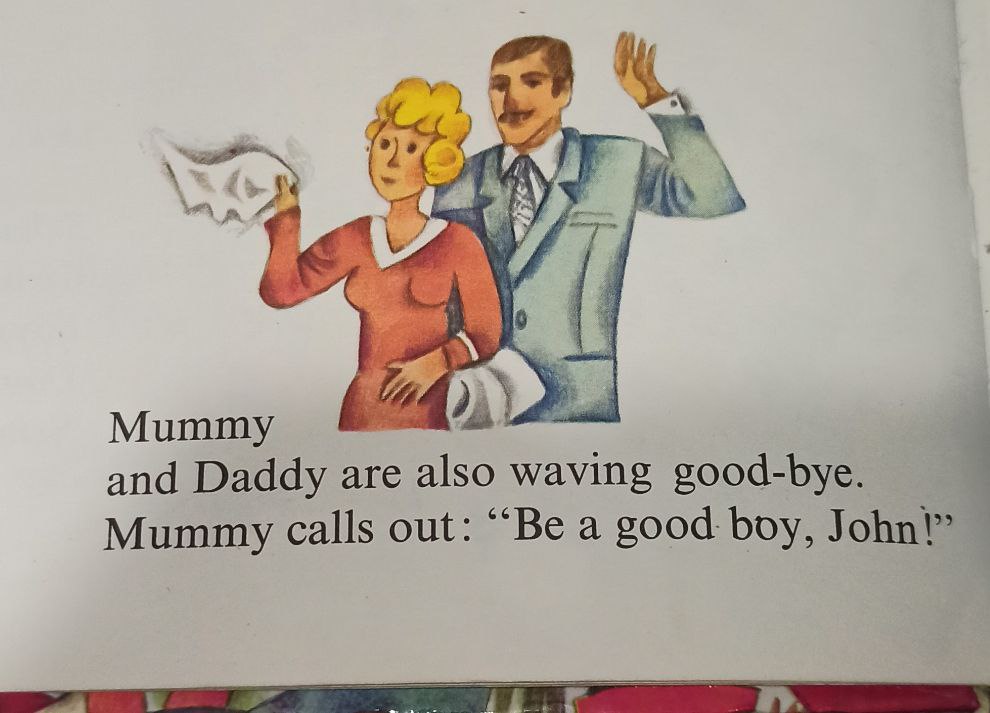 Mummy
and Daddy are also waving good-bye.
Mummy calls out: “Be a good boy, John!”